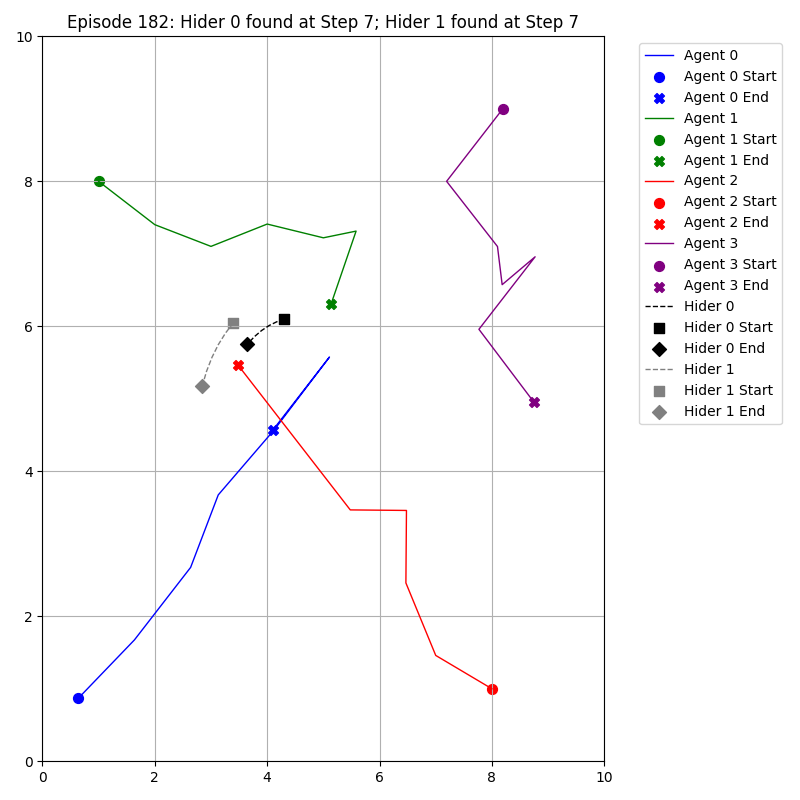 Episode 182: Hider 0 found at Step 7; Hider 1 found at Step 7
10
8
6
4
2
0
0 2 4 6 8 10
Agent 0
Agent 0 Start
Agent 0 End
Agent 1
Agent 1 Start
Agent 1 End
Agent 2
Agent 2 Start
Agent 2 End
Agent 3
Agent 3 Start
Agent 3 End
Hider 0
Hider 0 Start
Hider 0 End
Hider 1
Hider 1 Start
Hider 1 End